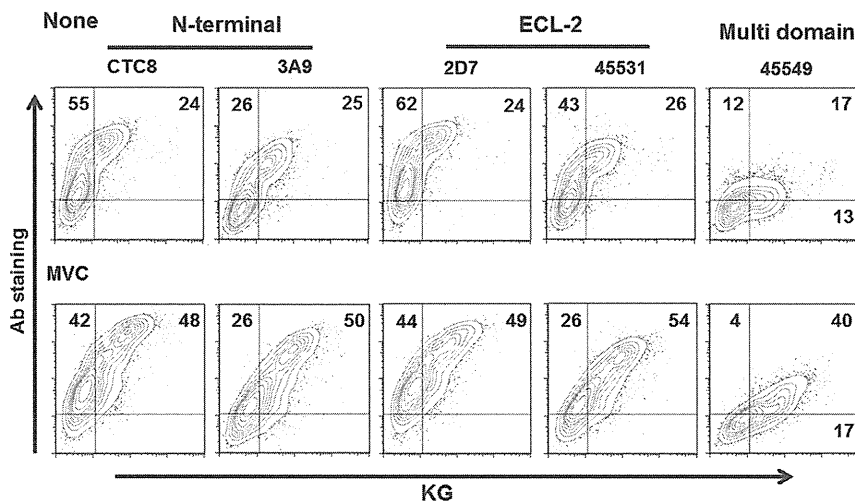 None
N-terminal
ECL-2
Multi domain
CTC8
3A9
2D7
45531
45549
55 24
26 25
62 24
43 26
12 17
13
MVC
42 48
26 50
44 49
26 54
4 40
17
Ab staining
KG